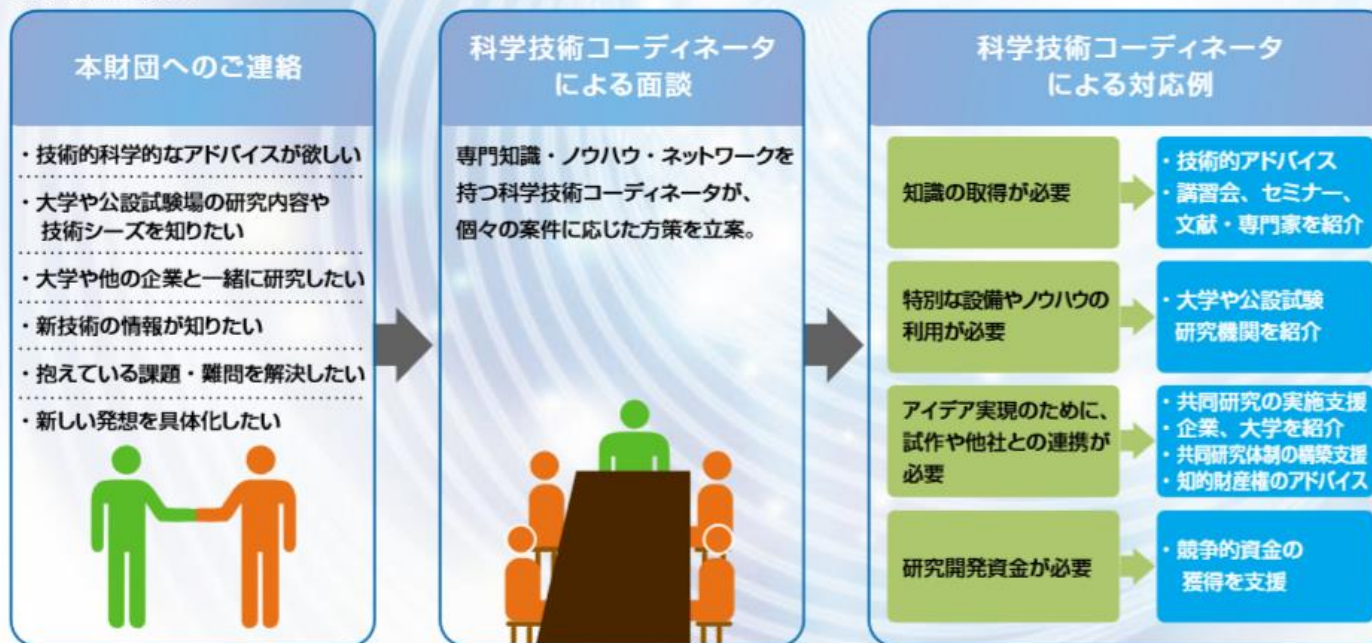 本財団へのご連絡
・技術的科学的なアドバイスが欲しい
・大学や公設試験場の研究内容や
技術シーズを知りたい
・大学や他の企業と一緒に研究したい
・新技術の情報が知りたい
・抱えている課題・難問を解決したい
・新しい発想を具体化したい
科学技術コーディネータ
による面談
専門知識・ノウハウ・ネットワークを
持つ科学技術コーディネータが、
個々の案件に応じた方策を立案。
科学技術コーディネータ
による対応例
知識の取得が必要
・技術的アドバイス
・講習会、セミナー、
文献・専門家を紹介
特別な設備やノウハウの
利用が必要
・大学や公設試験
研究機関を紹介
アイデア実現のために、
試作や他社との連携が
必要
・共同研究の実施支援
・企業、大学を紹介
・共同研究体制の構築支援
・知的財産権のアドバイス
研究開発資金が必要
・競争的資金の
獲得を支援